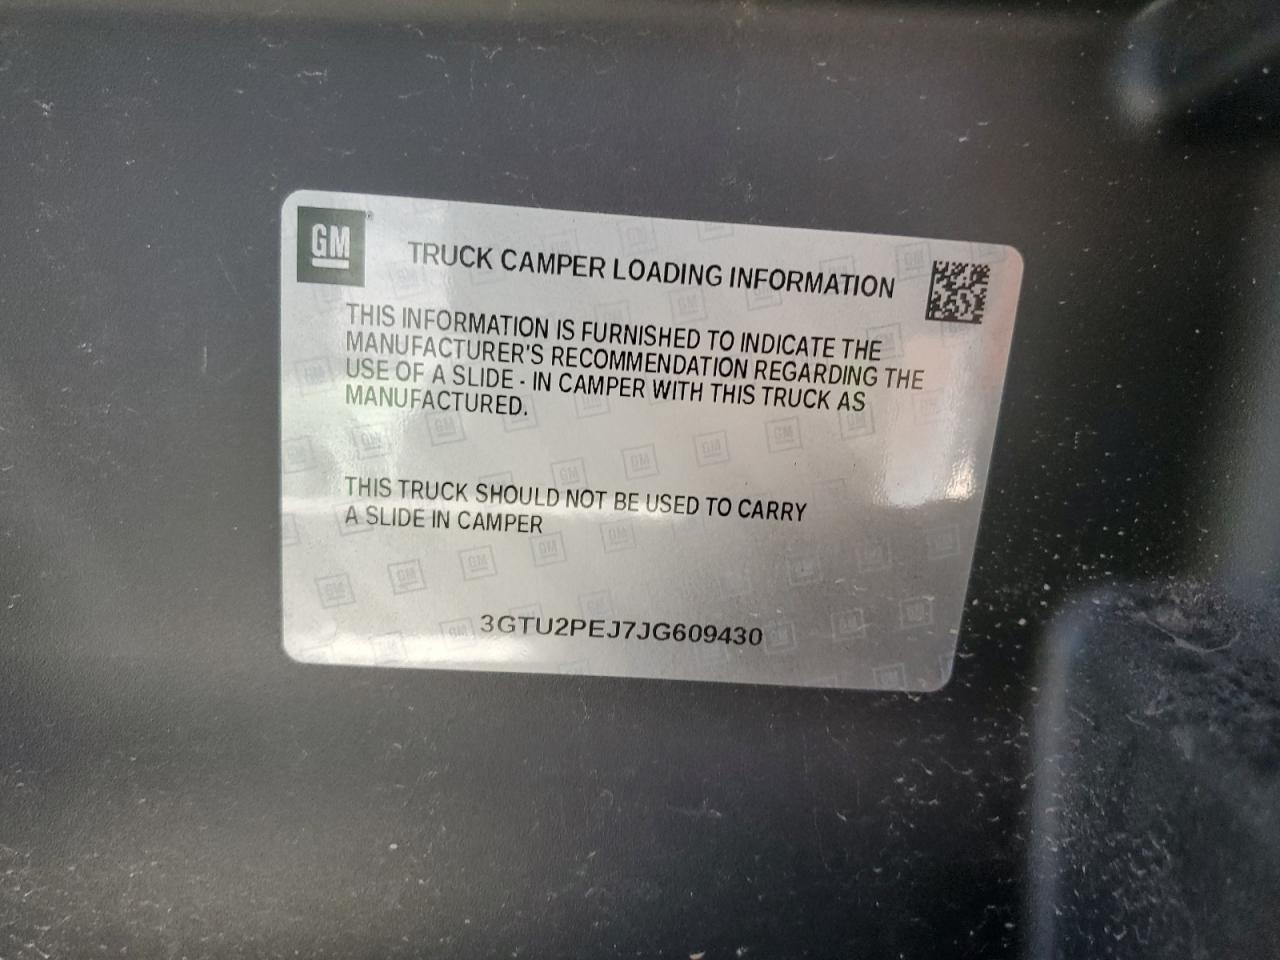 GM
TRUCK CAMPER LOADING INFORMATION
THIS INFORMATION IS FURNISHED TO INDICATE THE
MANUFACTURER'S RECOMMENDATION REGARDING THE
USE OF A SLIDE - IN CAMPER WITH THIS TRUCK AS
MANUFACTURED.
THIS TRUCK SHOULD NOT BE USED TO CARRY
A SLIDE IN CAMPER
3GTU2PEJ7JG609430